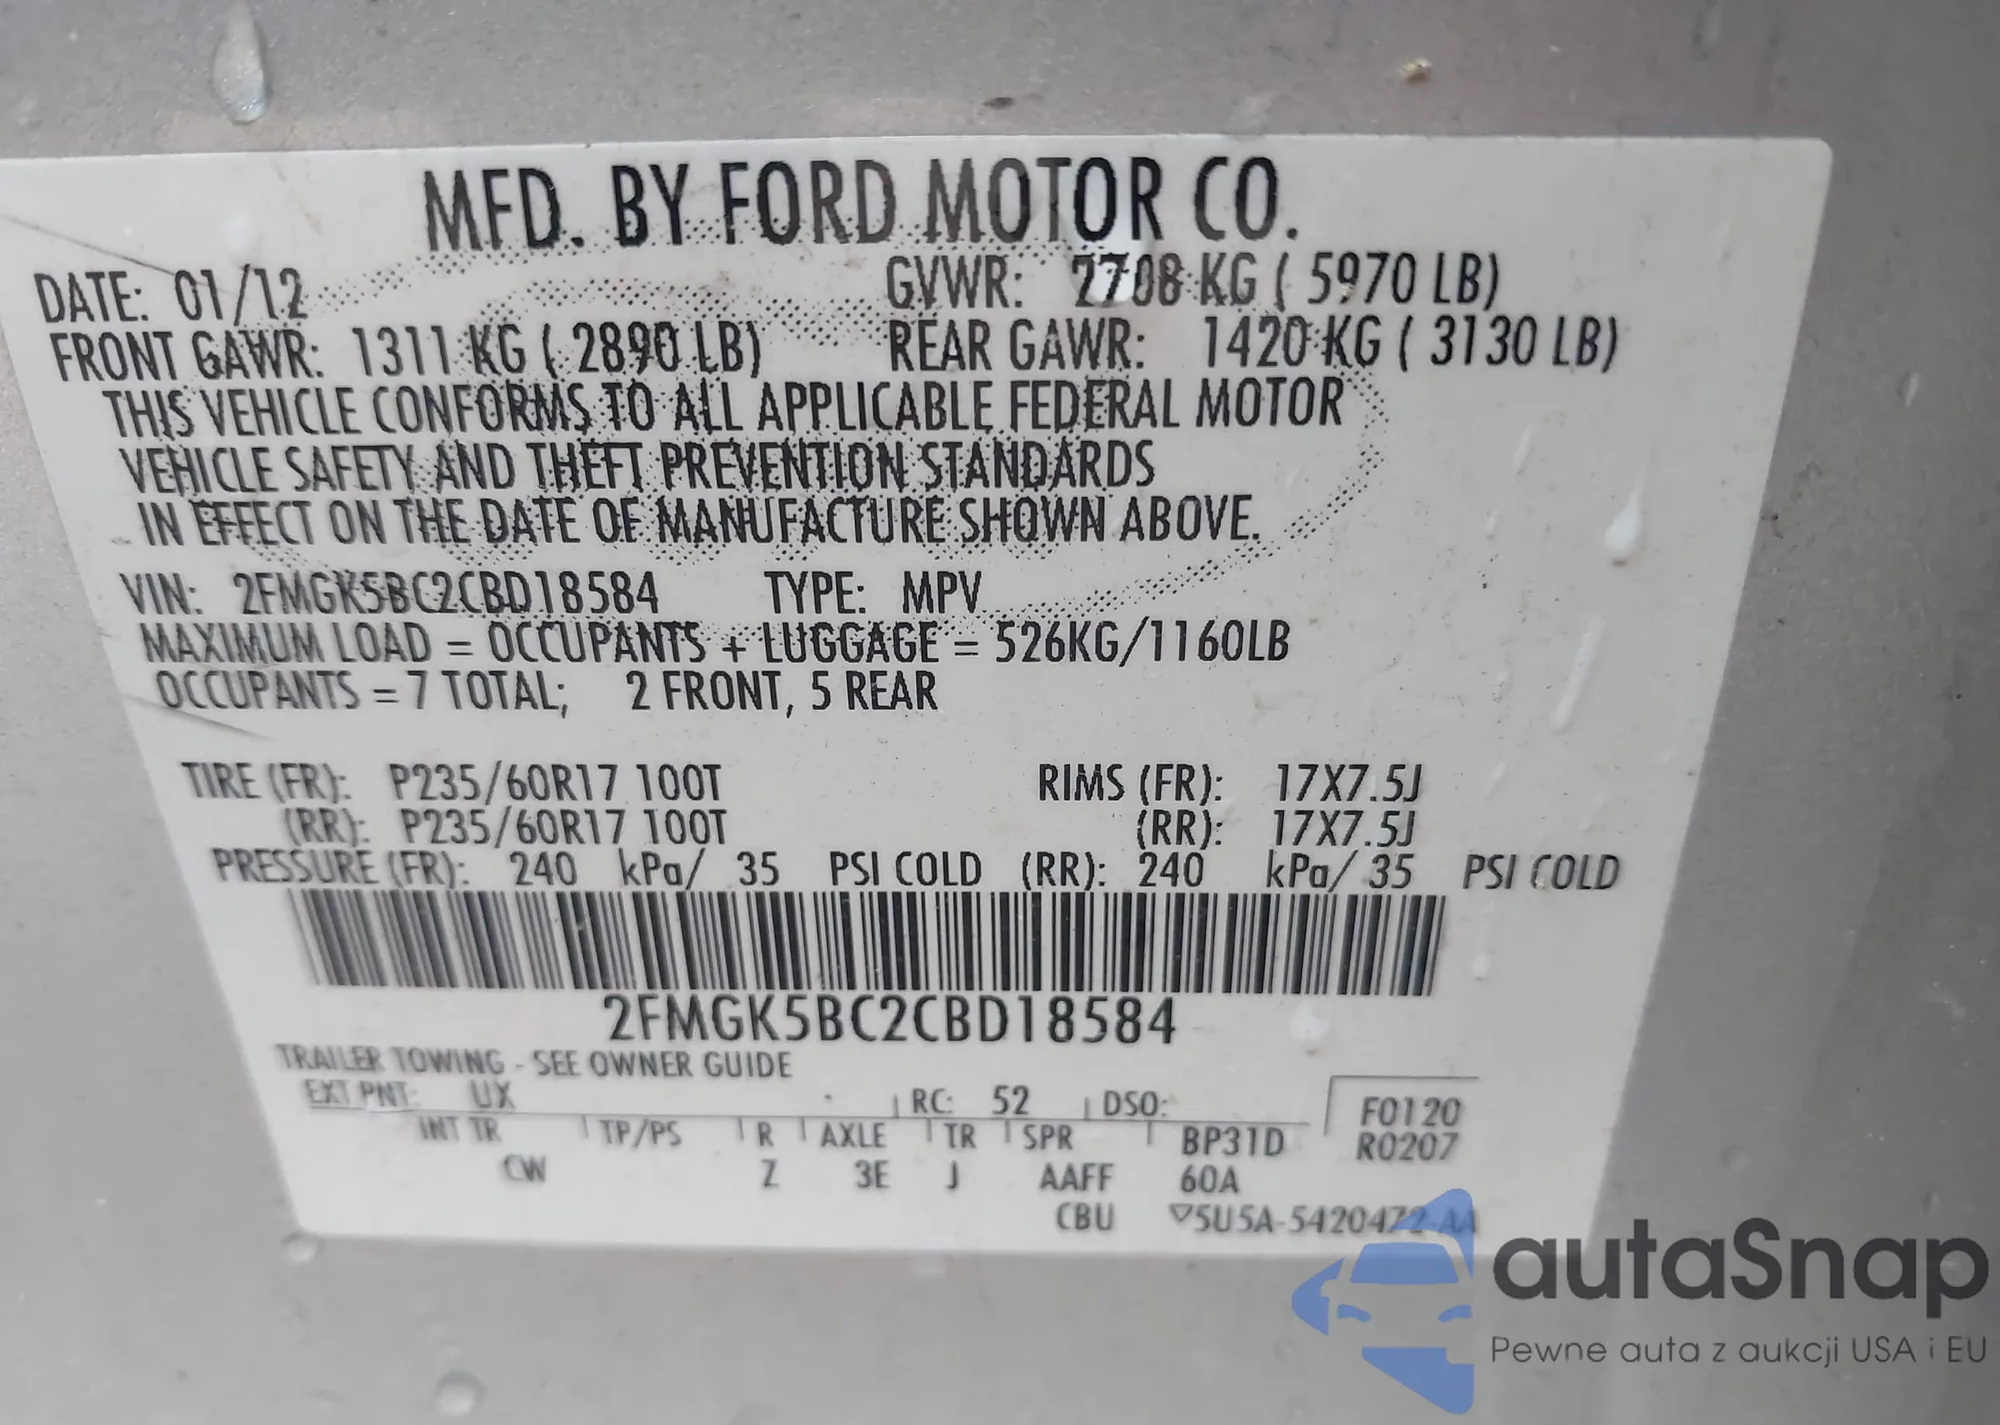 MFD. BY FORD MOTOR CO.
DATE: 01/12 GVWR: 2708 KG ( 5970 LB)
FRONT GAWR: 1311 KG ( 2890 LB) REAR GAWR: 1420 KG ( 3130 LB)
THIS VEHICLE CONFORMS TO ALL APPLICABLE FEDERAL MOTOR
VEHICLE SAFETY AND THEFT PREVENTION STANDARDS
IN EFFECT ON THE DATE OF MANUFACTURE SHOWN ABOVE.
VIN: 2FMGK5BC2CBD18584 TYPE: MPV
MAXIMUM LOAD = OCCUPANTS + LUGGAGE = 526KG/1160LB
OCCUPANTS = 7 TOTAL; 2 FRONT, 5 REAR
TIRE (FR): P235/60R17 100T RIMS (FR): 17X7.5J
(RR): P235/60R17 100T (RR): 17X7.5J
PRESSURE (FR): 240 kPa/ 35 PSI COLD (RR): 240 kPa/ 35 PSI COLD
2FMGK5BC2CBD18584
TRAILER TOWING - SEE OWNER GUIDE
EXT PNT: UX RC: 52 DSO: F0120
INT TR TP/PS R AXLE TR SPR BP31D R0207
CW Z 3E J AAFF 60A
CBU ▽5U5A-5420472-AA
autaSnap
Pewne auta z aukcji USA i EU